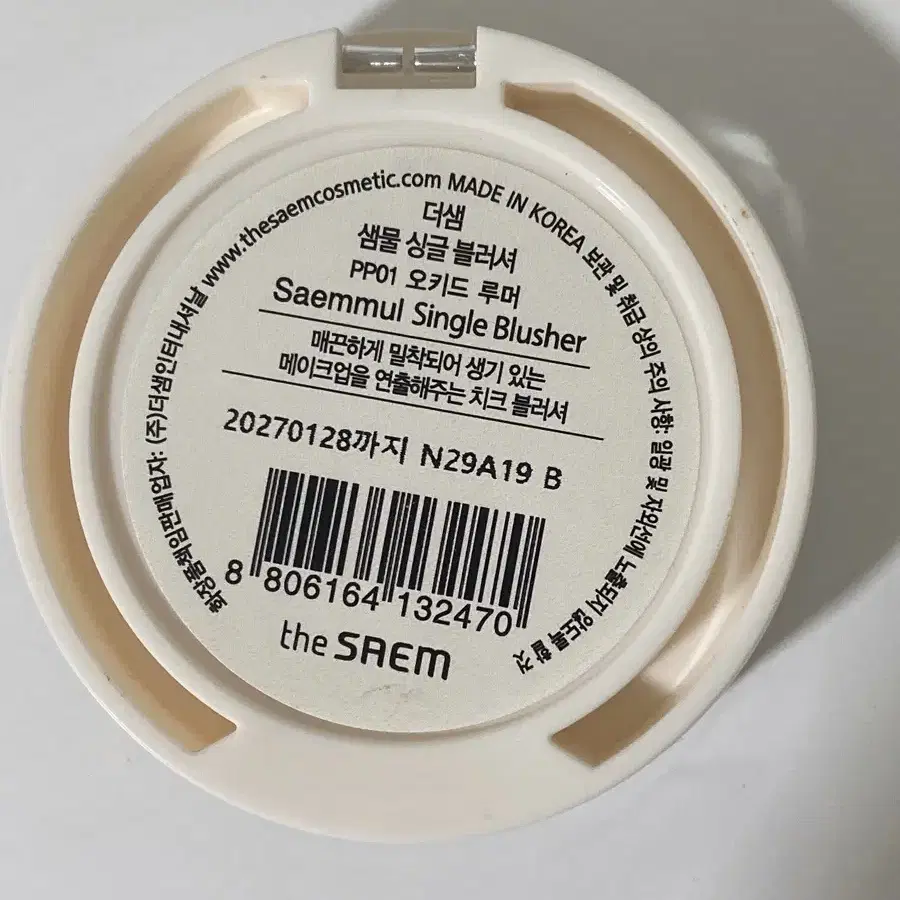 화장품책임판매업자: (주)더샘인터내셔날 www.thesaemcosmetic.com MADE IN KOREA 보관 및 취급 상의 주의 사항: 일광 및 자외선에 노출되지 않도록 할 것
더샘
샘물 싱글 블러셔
PP01 오키드 루머
Saemmul Single Blusher
매끈하게 밀착되어 생기 있는
메이크업을 연출해주는 치크 블러셔
20270128까지 N29A19 B
8 806164 132470
the SAEM